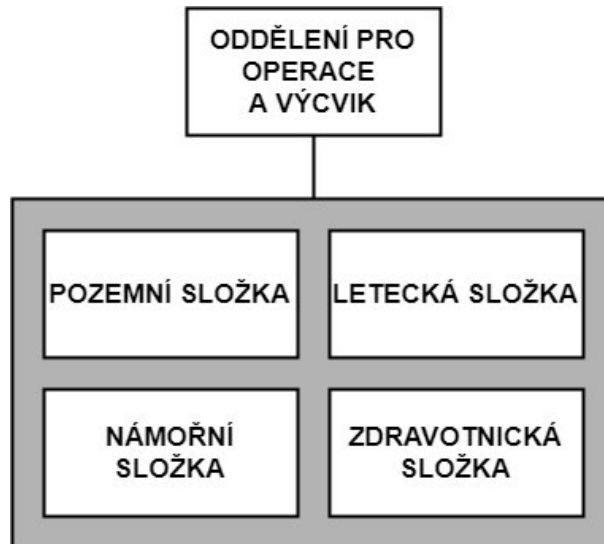 ODDĚLENÍ PRO
OPERACE
A VÝCVIK
POZEMNÍ SLOŽKA
LETECKÁ SLOŽKA
NÁMOŘNÍ
SLOŽKA
ZDRAVOTNICKÁ
SLOŽKA